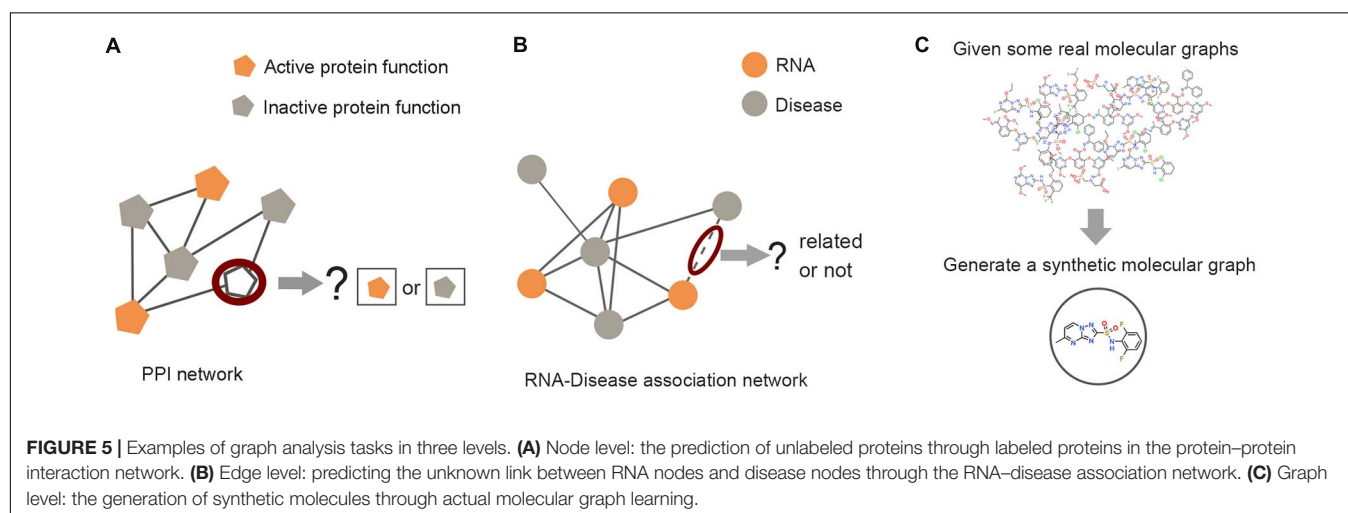 A
Active protein function
Inactive protein function
? or
PPI network
B
RNA
Disease
? related
or not
RNA-Disease association network
C
Given some real molecular graphs
Generate a synthetic molecular graph
N
N
N
N
S
O
O
N
H
F
F
FIGURE 5 | Examples of graph analysis tasks in three levels. (A) Node level: the prediction of unlabeled proteins through labeled proteins in the protein–protein
interaction network. (B) Edge level: predicting the unknown link between RNA nodes and disease nodes through the RNA–disease association network. (C) Graph
level: the generation of synthetic molecules through actual molecular graph learning.